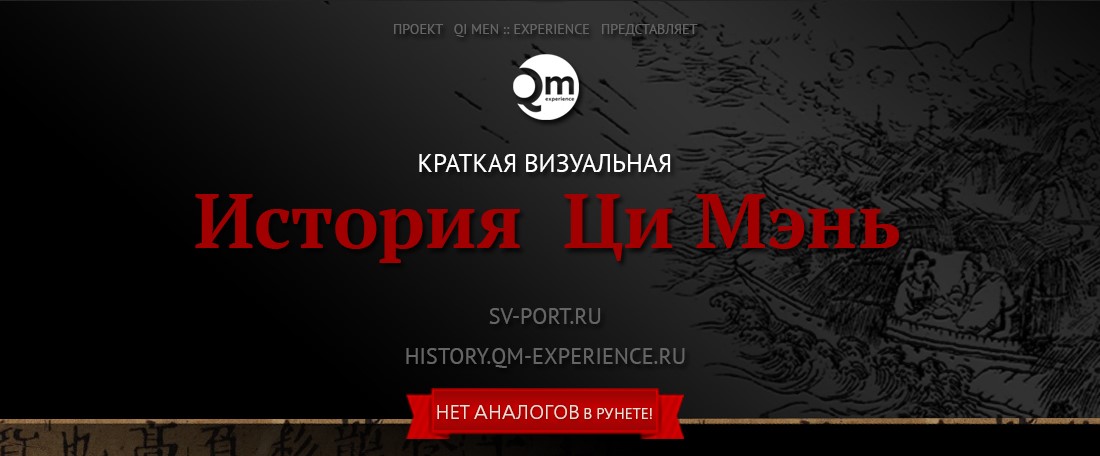 ПРОЕКТ QI MEN :: EXPERIENCE ПРЕДСТАВЛЯЕТ
Qm
experience
КРАТКАЯ ВИЗУАЛЬНАЯ
История Ци Мэнь
SV-PORT.RU
HISTORY.QM-EXPERIENCE.RU
НЕТ АНАЛОГОВ В РУНЕТЕ!